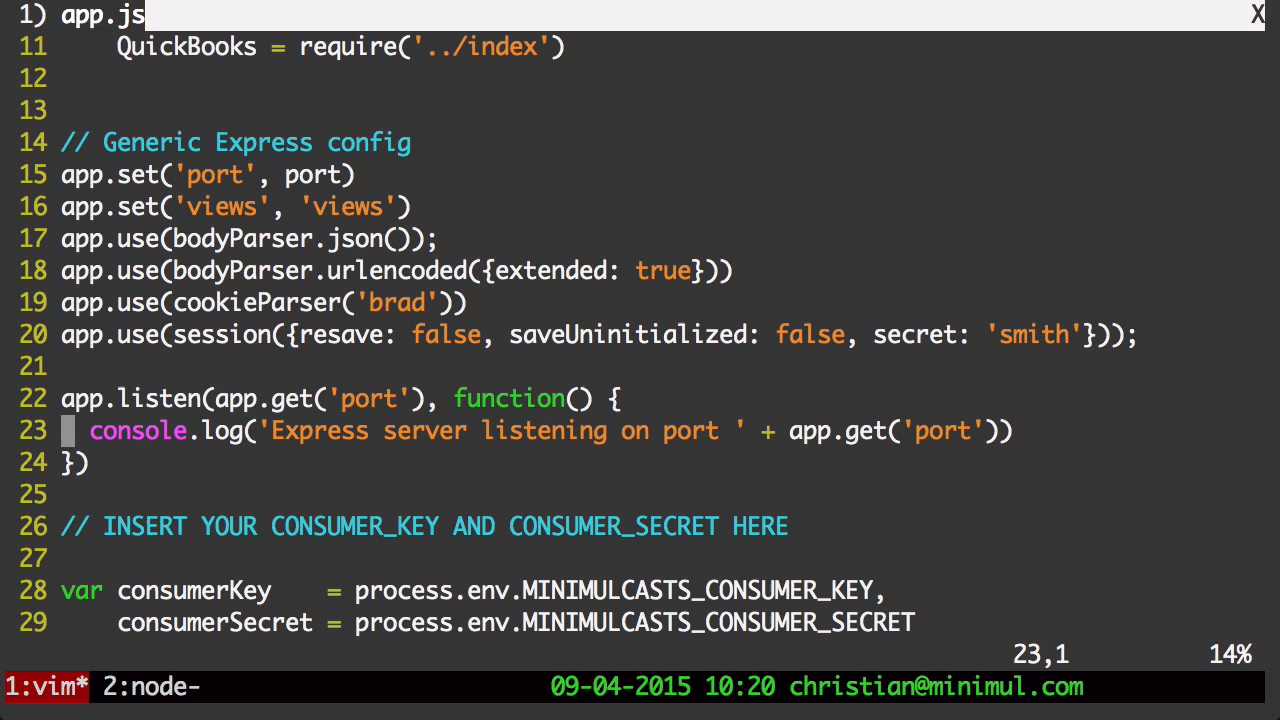 1) app.js X
11 QuickBooks = require('../index')
12
13
14 // Generic Express config
15 app.set('port', port)
16 app.set('views', 'views')
17 app.use(bodyParser.json());
18 app.use(bodyParser.urlencoded({extended: true}))
19 app.use(cookieParser('brad'))
20 app.use(session({resave: false, saveUninitialized: false, secret: 'smith'}));
21
22 app.listen(app.get('port'), function() {
23 console.log('Express server listening on port ' + app.get('port'))
24 })
25
26 // INSERT YOUR CONSUMER_KEY AND CONSUMER_SECRET HERE
27
28 var consumerKey = process.env.MINIMULCASTS_CONSUMER_KEY,
29 consumerSecret = process.env.MINIMULCASTS_CONSUMER_SECRET
23,1 14%
1:vim* 2:node- 09-04-2015 10:20 christian@minimul.com